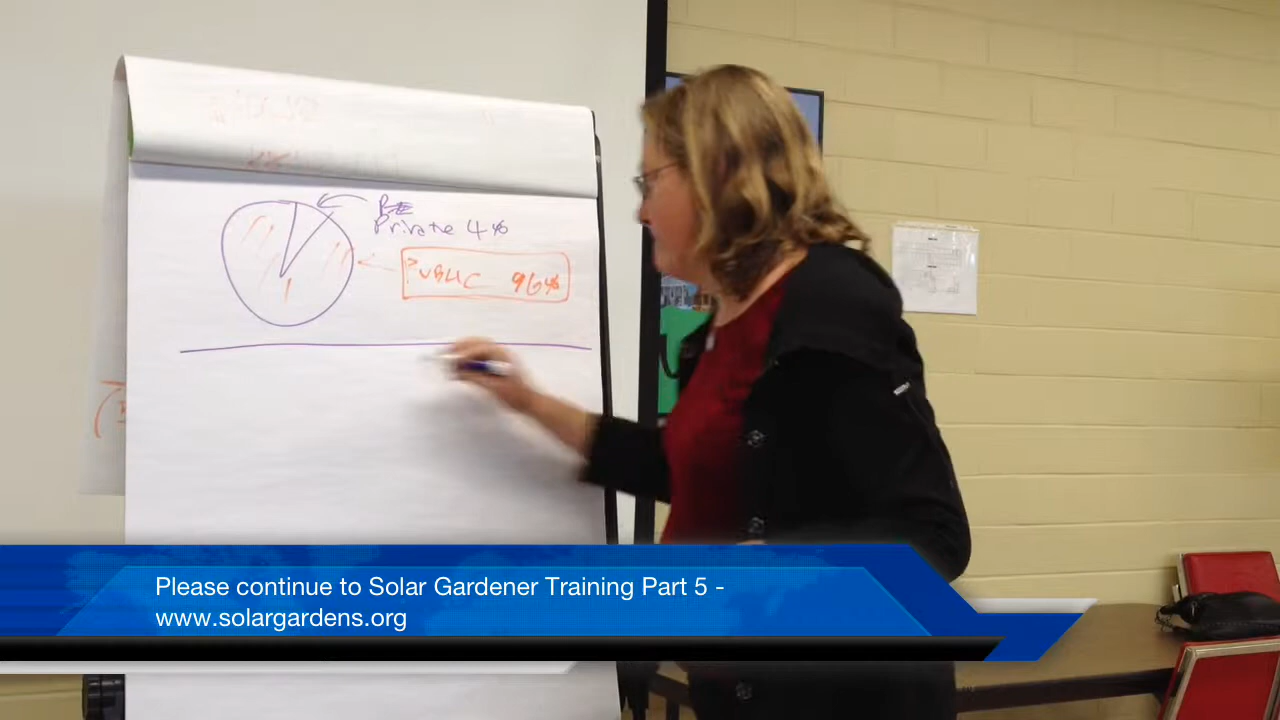 Private 4%
PUBLIC 96%
Please continue to Solar Gardener Training Part 5 -
www.solargardens.org